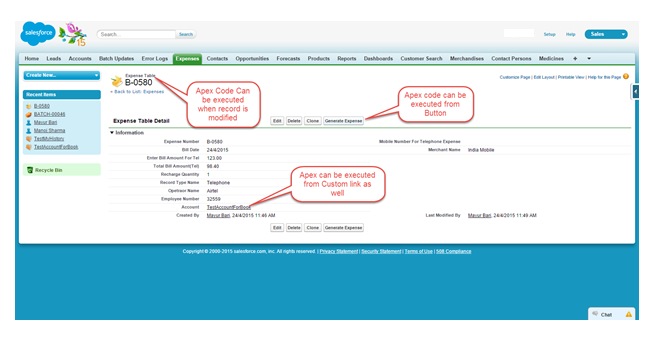 salesforce
15
Search...
Search
Setup Help Sales
Home Leads Accounts Batch Updates Error Logs Expenses Contacts Opportunities Forecasts Products Reports Dashboards Customer Search Merchandises Contact Persons Medicines +
Create New...
Recent Items
B-0580
BATCH-00046
Mayur Bari
Mansi Sharma
TestMyHistory
TestAccountForBook
Recycle Bin
Expense Table
B-0580
« Back to List: Expenses
Customize Page | Edit Layout | Printable View | Help for this Page
Apex Code Can
be executed
when record is
modified
Apex code can be
executed from
Button
Expense Table Detail
Edit Delete Clone Generate Expense
Information
Expense Number B-0580
Mobile Number For Telephone Expense
Bill Date 24/4/2015
Merchant Name India Mobile
Enter Bill Amount For Tel 123.00
Total Bill Amount(Tel) 98.40
Recharge Quantity 1
Record Type Name Telephone
Opetraor Name Airtel
Employee Number 32559
Account TestAccountForBook
Apex can be executed
from Custom link as
well
Created By Mayur Bari, 24/4/2015 11:46 AM
Last Modified By Mayur Bari, 24/4/2015 11:49 AM
Edit Delete Clone Generate Expense
Copyright © 2000-2015 salesforce.com, inc. All rights reserved. | Privacy Statement | Security Statement | Terms of Use | 508 Compliance
Chat